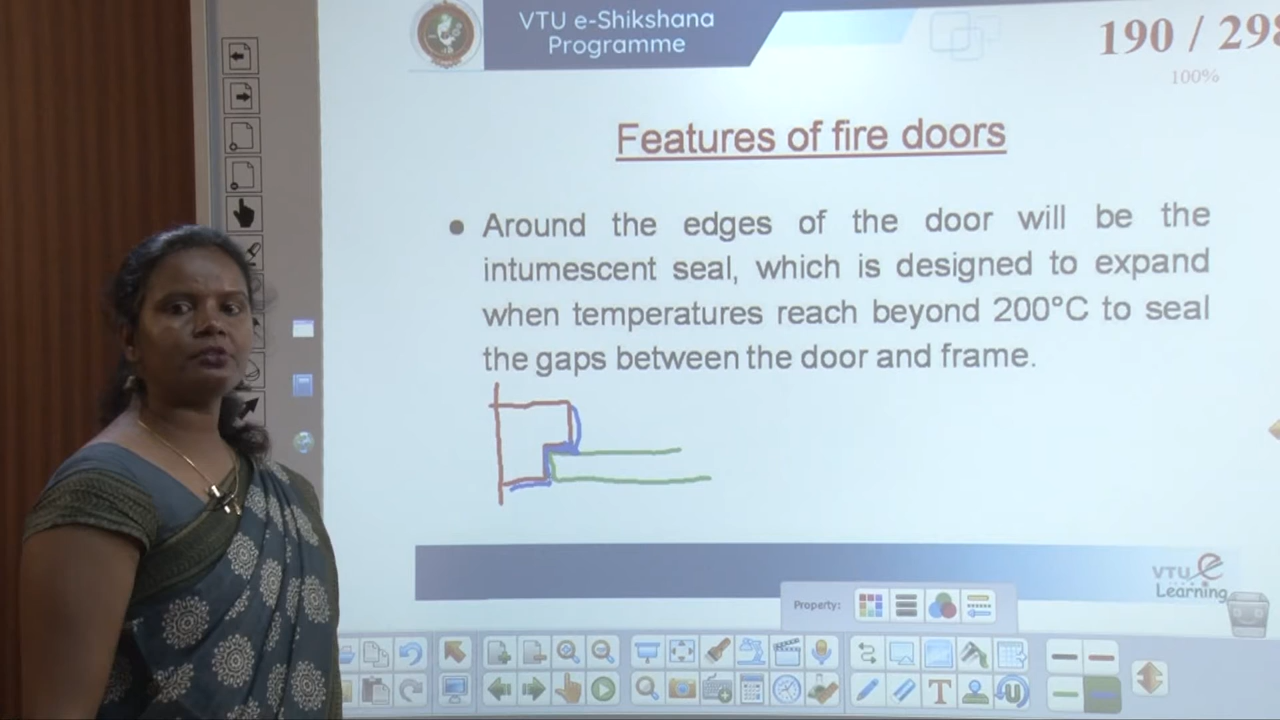 VTU e-Shikshana
Programme
190 / 298
100%
Features of fire doors
• Around the edges of the door will be the
intumescent seal, which is designed to expand
when temperatures reach beyond 200°C to seal
the gaps between the door and frame.
VTU e
Learning
Property:
T